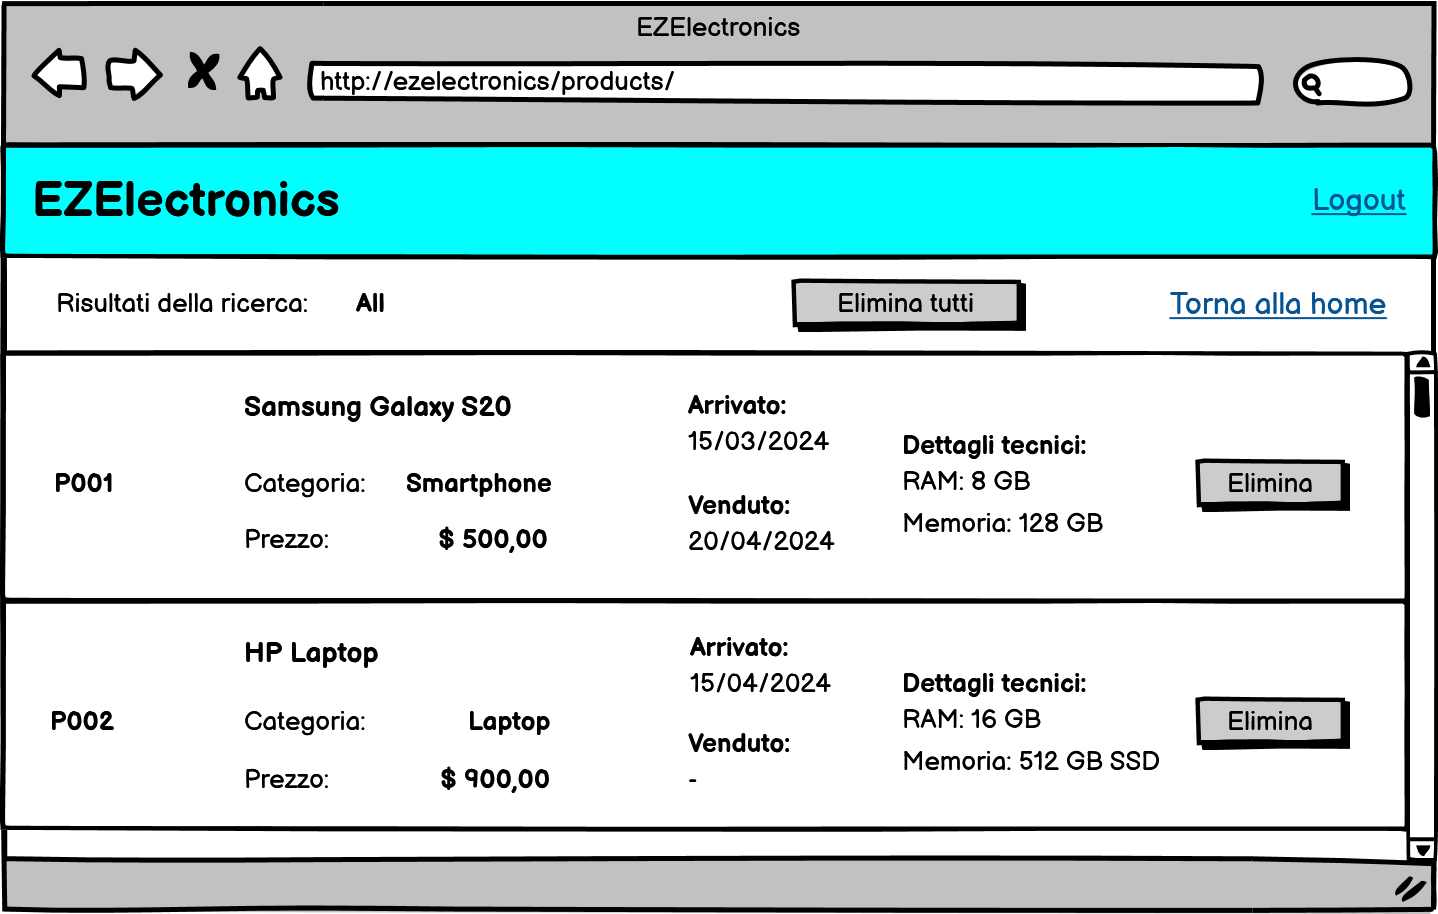 EZElectronics
http://ezelectronics/products/
EZElectronics
Logout
Risultati della ricerca: All
Elimina tutti
Torna alla home
P001
Samsung Galaxy S20
Categoria: Smartphone
Prezzo: $ 500,00
Arrivato:
15/03/2024
Venduto:
20/04/2024
Dettagli tecnici:
RAM: 8 GB
Memoria: 128 GB
Elimina
P002
HP Laptop
Categoria: Laptop
Prezzo: $ 900,00
Arrivato:
15/04/2024
Venduto:
-
Dettagli tecnici:
RAM: 16 GB
Memoria: 512 GB SSD
Elimina